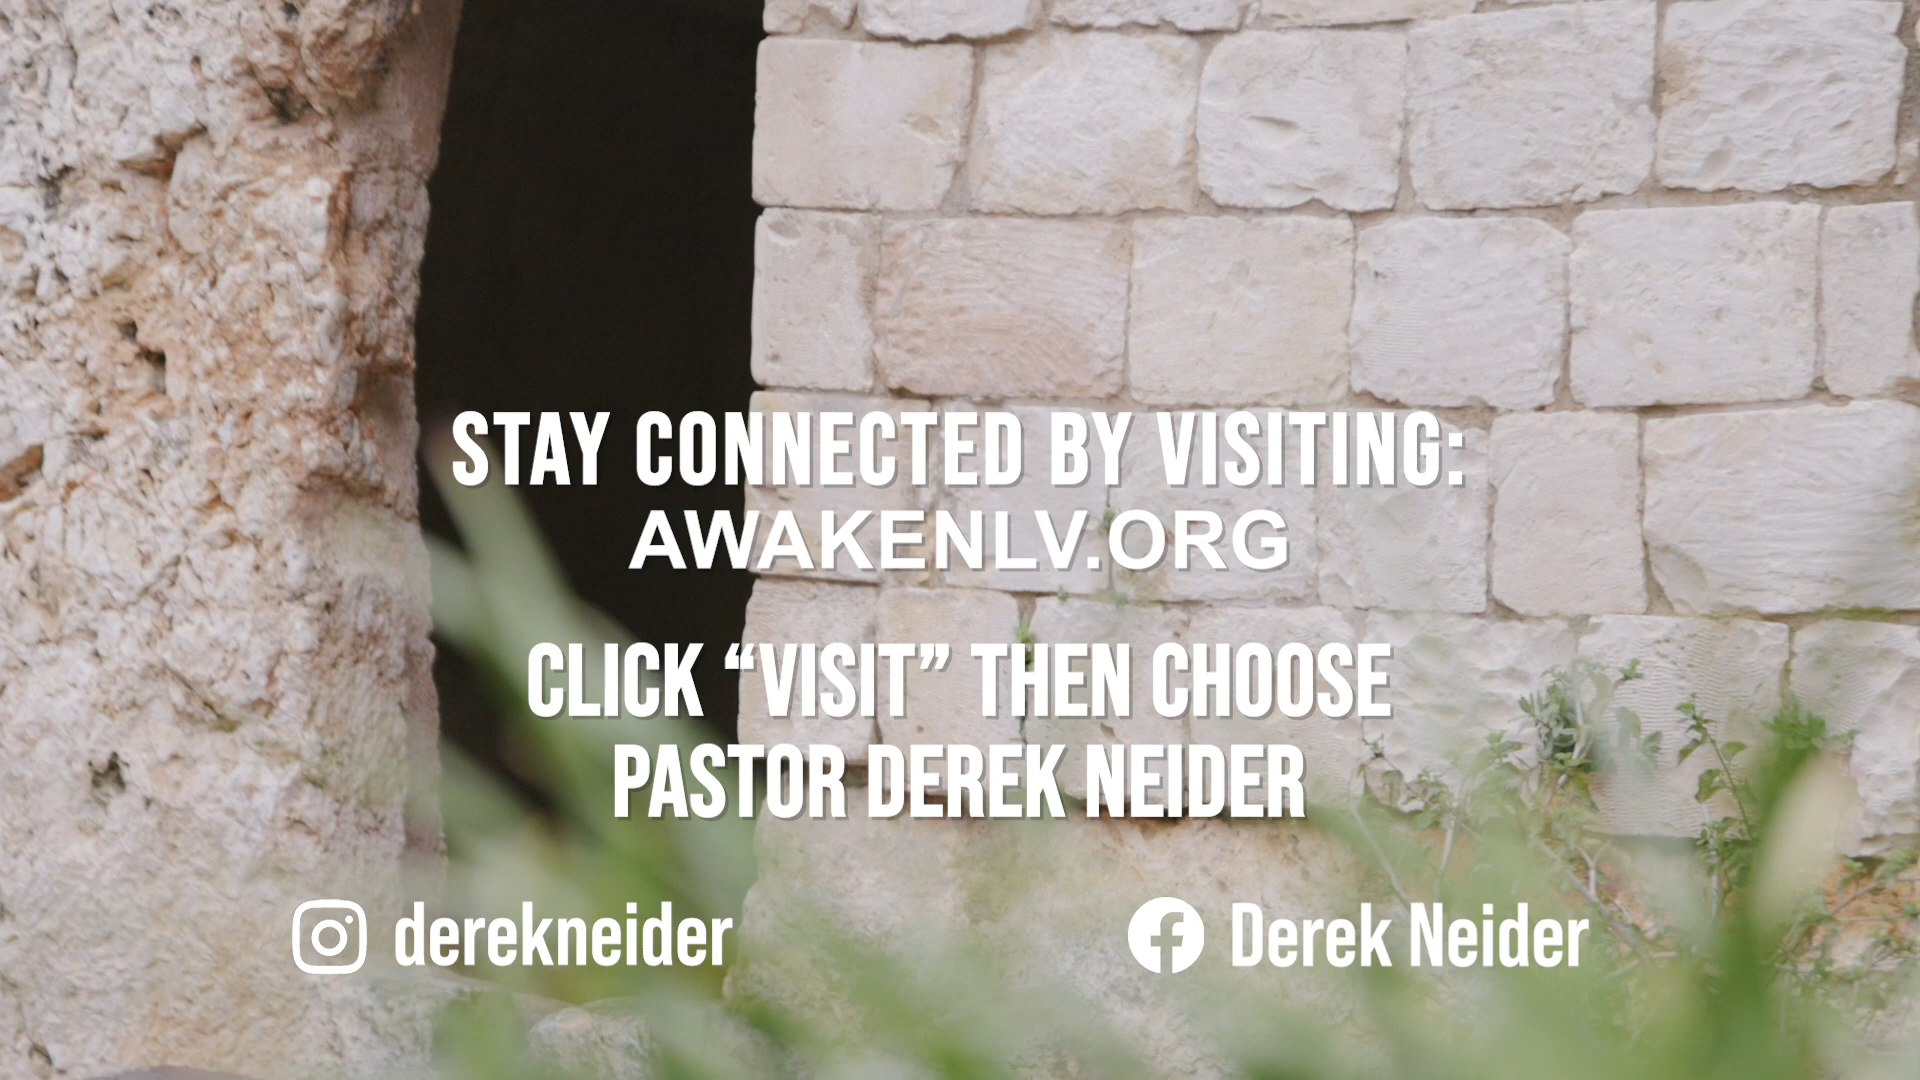 STAY CONNECTED BY VISITING:
AWAKENLV.ORG
CLICK “VISIT” THEN CHOOSE
PASTOR DEREK NEIDER
derekneider
Derek Neider